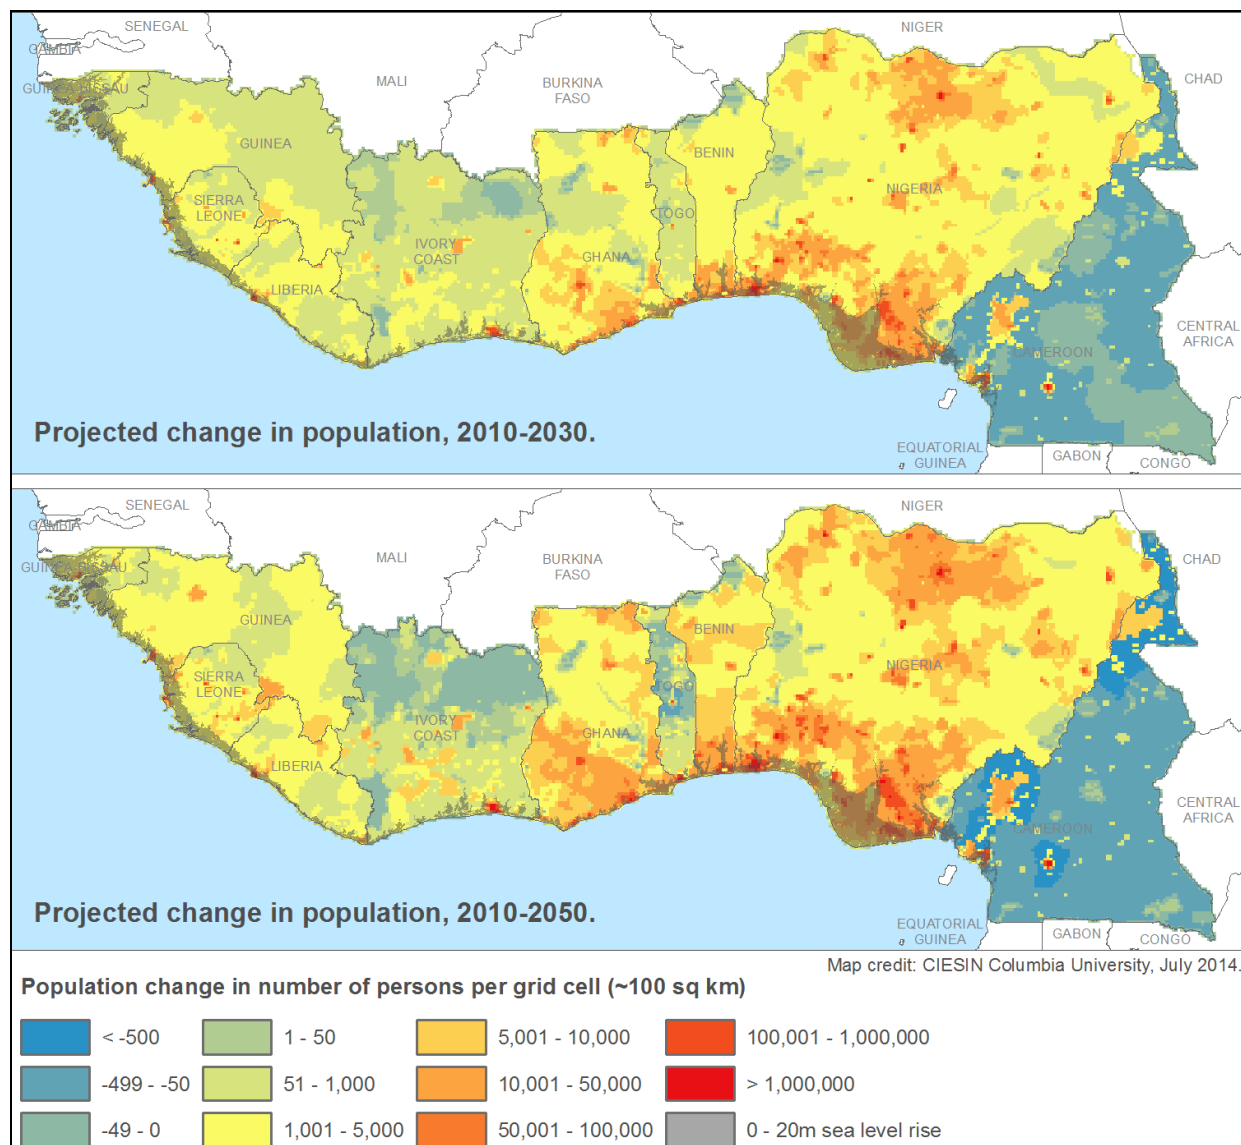 SENEGAL
NIGER
GAMBIA
MALI
BURKINA
FASO
CHAD
GUINEA-BISSAU
GUINEA
BENIN
SIERRA
LEONE
NIGERIA
TOGO
IVORY
COAST
GHANA
LIBERIA
CENTRAL
AFRICA
CAMEROON
Projected change in population, 2010-2030.
EQUATORIAL
GUINEA
GABON
CONGO
SENEGAL
NIGER
GAMBIA
MALI
BURKINA
FASO
CHAD
GUINEA-BISSAU
GUINEA
BENIN
SIERRA
LEONE
NIGERIA
TOGO
IVORY
COAST
GHANA
LIBERIA
CENTRAL
AFRICA
CAMEROON
Projected change in population, 2010-2050.
EQUATORIAL
GUINEA
GABON
CONGO
Map credit: CIESIN Columbia University, July 2014.
Population change in number of persons per grid cell (~100 sq km)
< -500
1 - 50
5,001 - 10,000
100,001 - 1,000,000
-499 - -50
51 - 1,000
10,001 - 50,000
> 1,000,000
-49 - 0
1,001 - 5,000
50,001 - 100,000
0 - 20m sea level rise